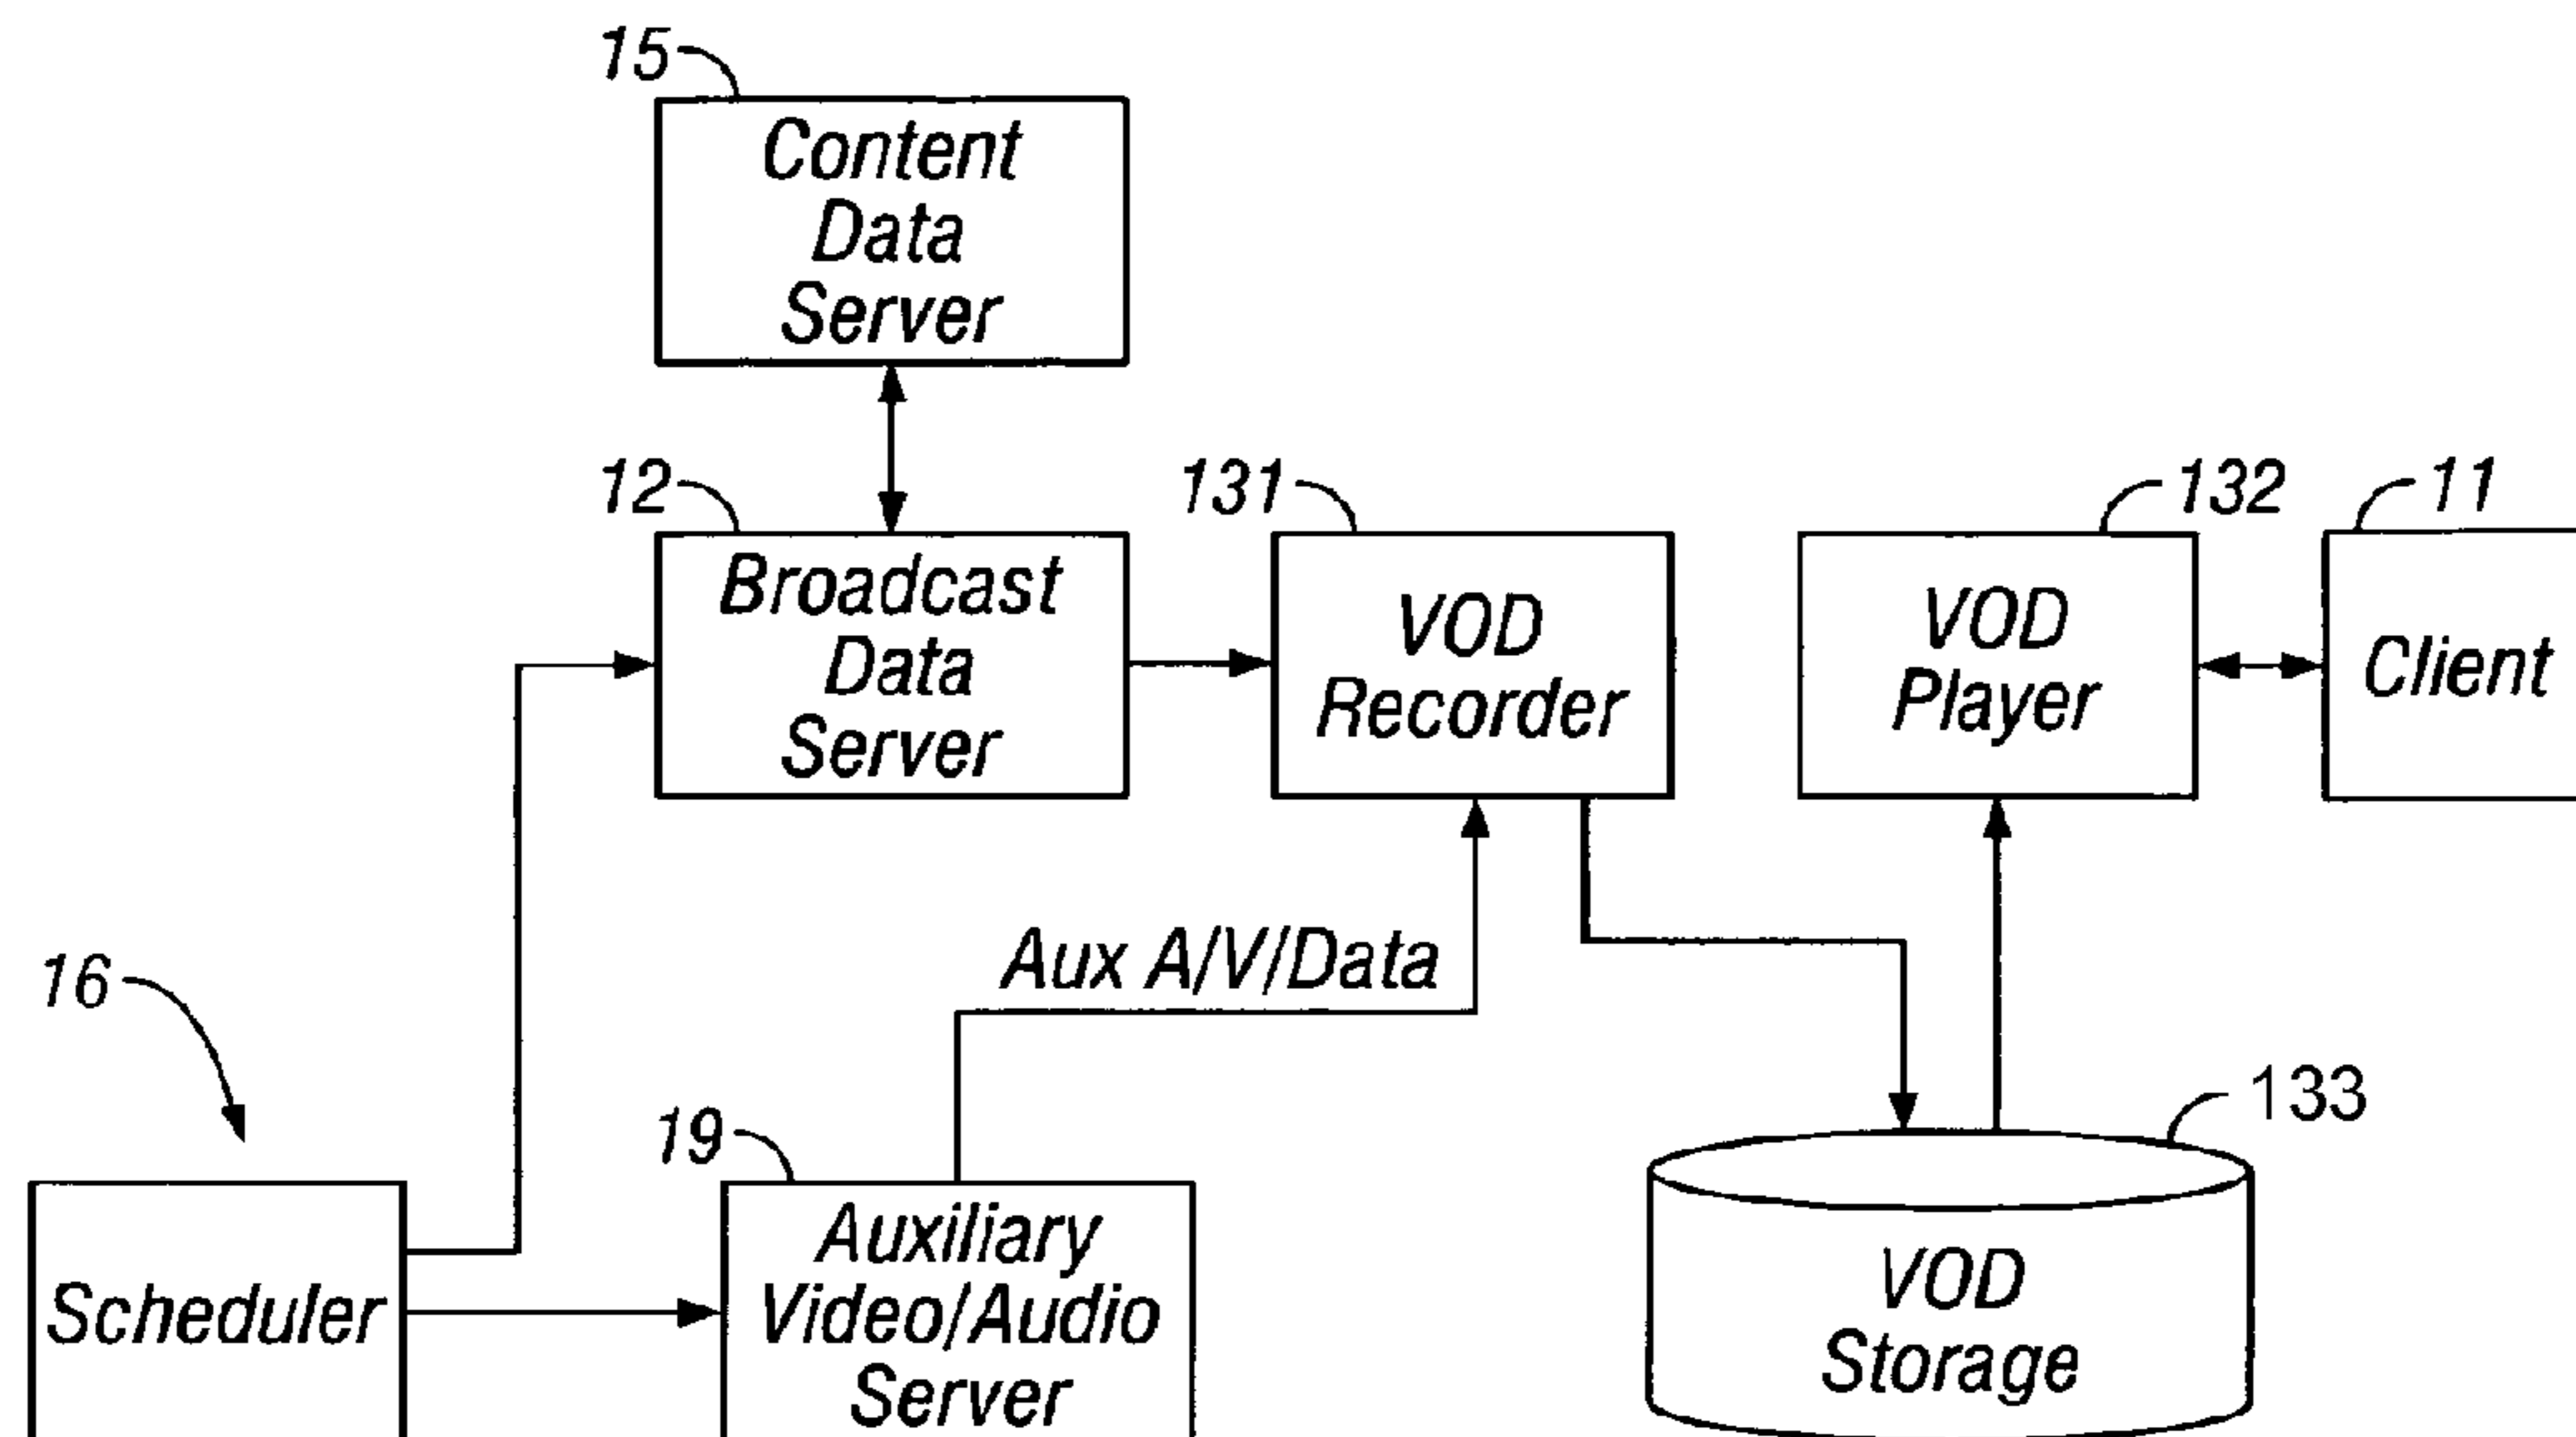 15
Content
Data
Server
12
Broadcast
Data
Server
131
VOD
Recorder
132
VOD
Player
11
Client
Aux A/V/Data
16
Scheduler
19
Auxiliary
Video/Audio
Server
133
VOD
Storage